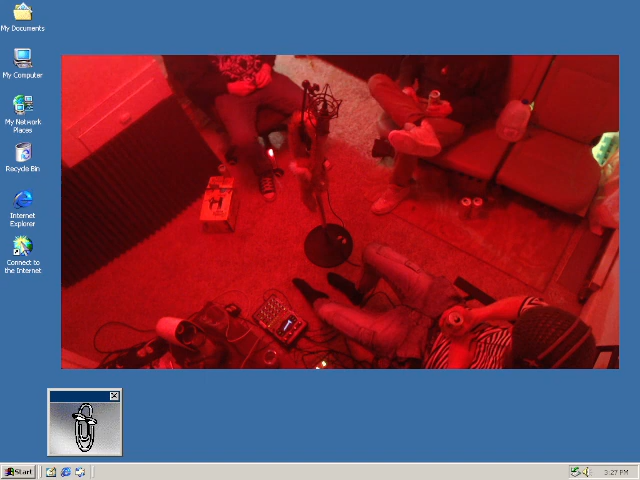 My Documents
My Computer
My Network
Places
Recycle Bin
Internet
Explorer
Connect to
the Internet
Start
3:27 PM